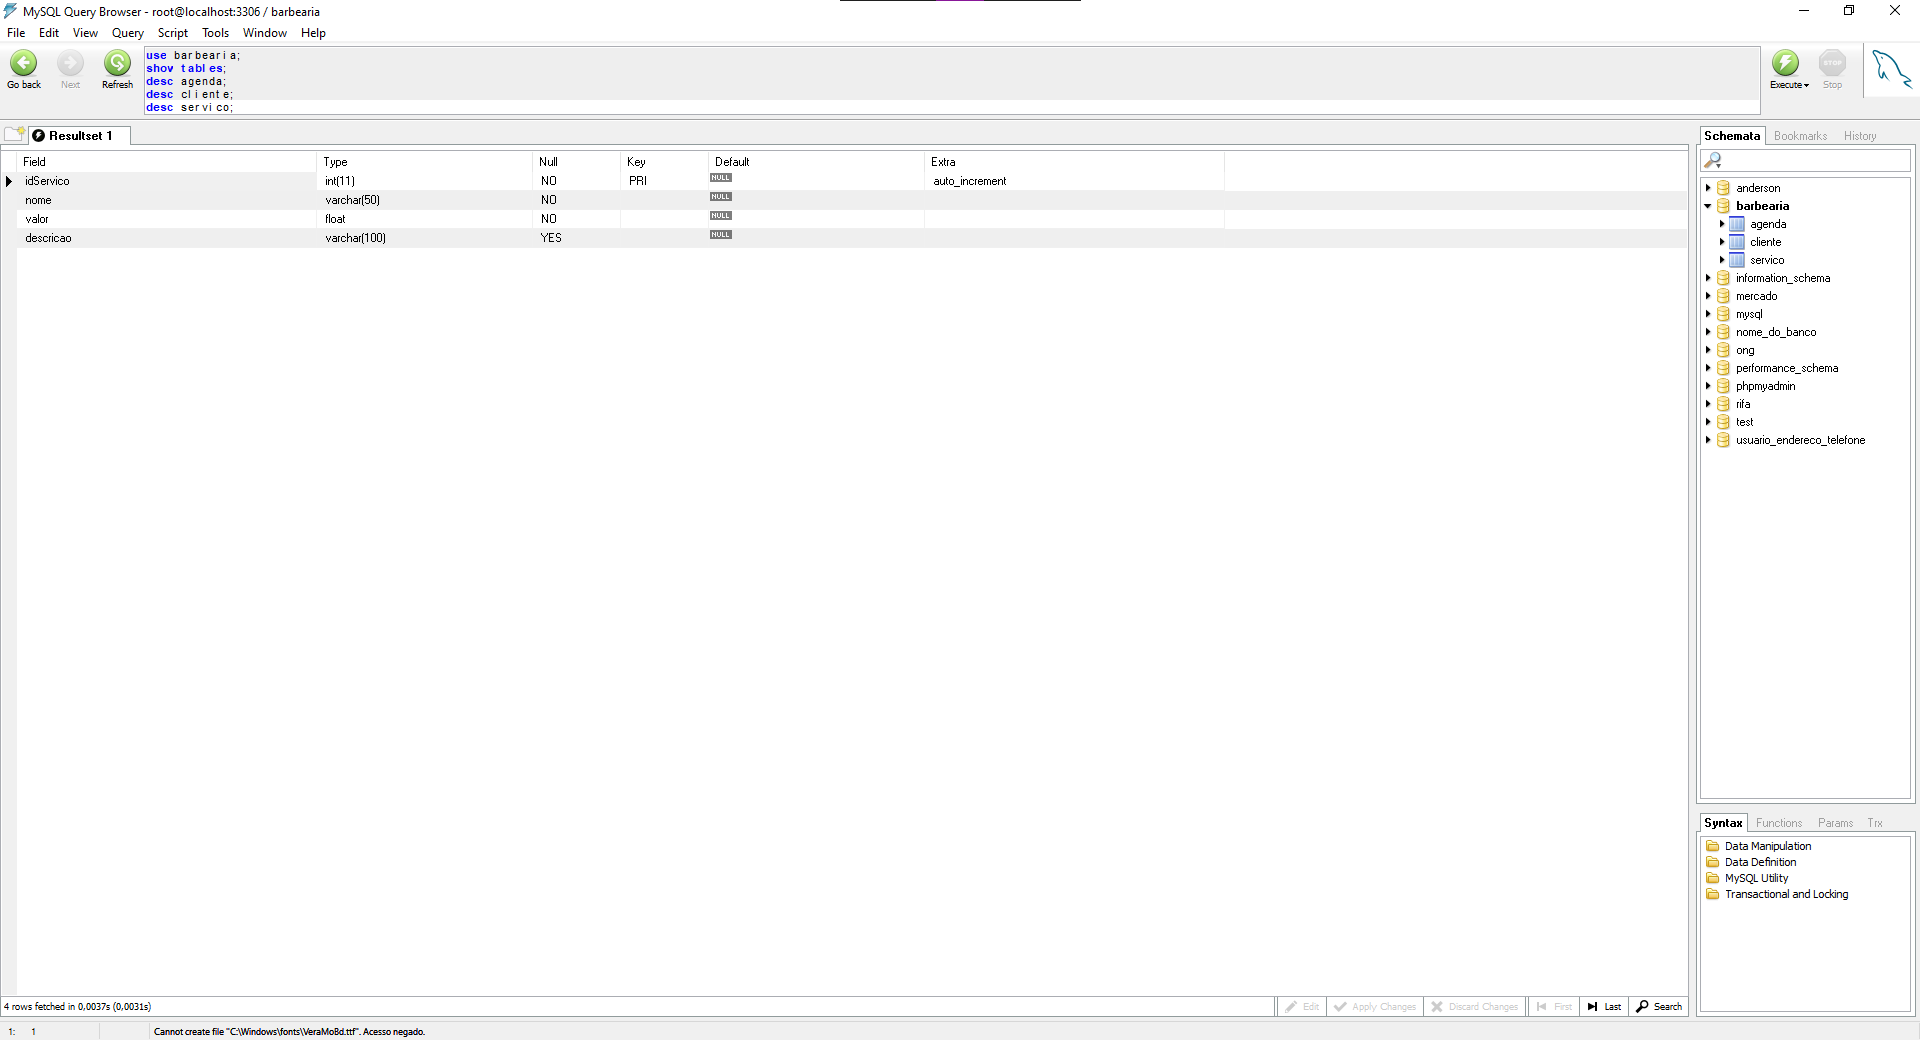 MySQL Query Browser - root@localhost:3306 / barbearia
File Edit View Query Script Tools Window Help
Go back Next Refresh
use barbearia;
show tables;
desc agenda;
desc cliente;
desc servico;
Execute STOP Stop
Resultset 1
Field Type Null Key Default Extra
idServico int(11) NO PRI NULL auto_increment
nome varchar(50) NO NULL
valor float NO NULL
descricao varchar(100) YES NULL
Schemata Bookmarks History
anderson
barbearia
agenda
cliente
servico
information_schema
mercado
mysql
nome_do_banco
ong
performance_schema
phpmyadmin
rifa
test
usuario_endereco_telefone
Syntax Functions Params Trx
Data Manipulation
Data Definition
MySQL Utility
Transactional and Locking
4 rows fetched in 0,0037s (0,0031s)
Edit Apply Changes Discard Changes First Last Search
1: 1
Cannot create file "C:\Windows\fonts\VeraMoBd.ttf". Acesso negado.